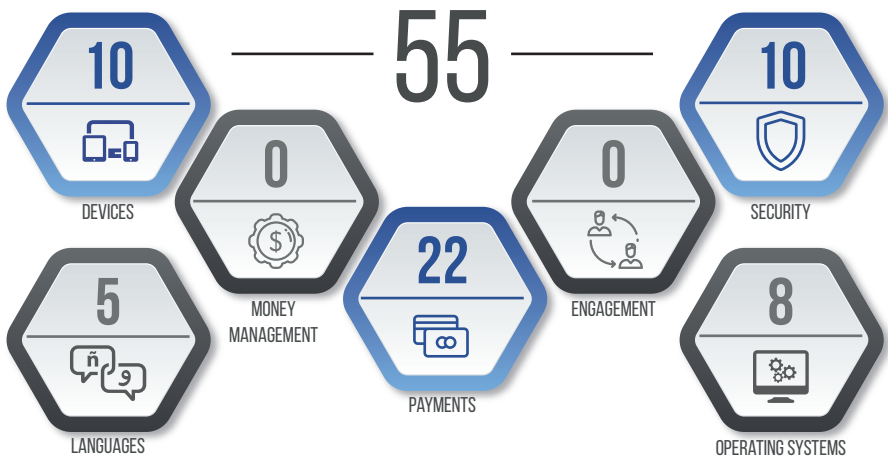 55
10
DEVICES
10
SECURITY
0
MONEY
MANAGEMENT
$
0
ENGAGEMENT
22
PAYMENTS
5
ñ
و
LANGUAGES
8
OPERATING SYSTEMS